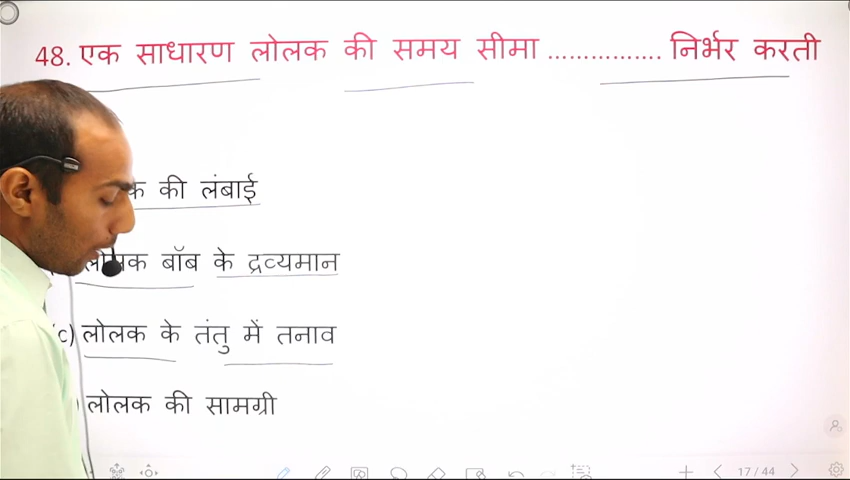 48. एक साधारण लोलक की समय सीमा ................ निर्भर करती
की लंबाई
लोलक बॉब के द्रव्यमान
(c) लोलक के तंतु में तनाव
लोलक की सामग्री
17 / 44